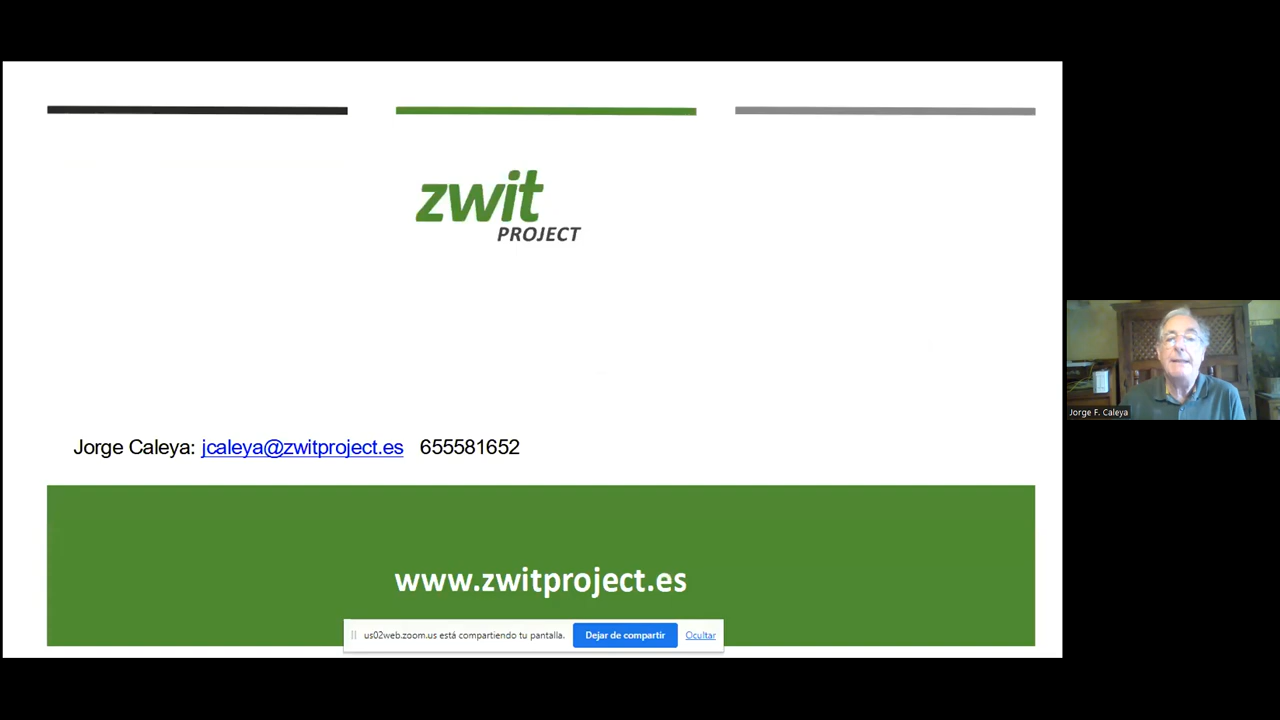 zwit
PROJECT
Jorge Caleya: jcaleya@zwitproject.es 655581652
www.zwitproject.es
us02web.zoom.us está compartiendo tu pantalla. Dejar de compartir Ocultar
Jorge F. Caleya